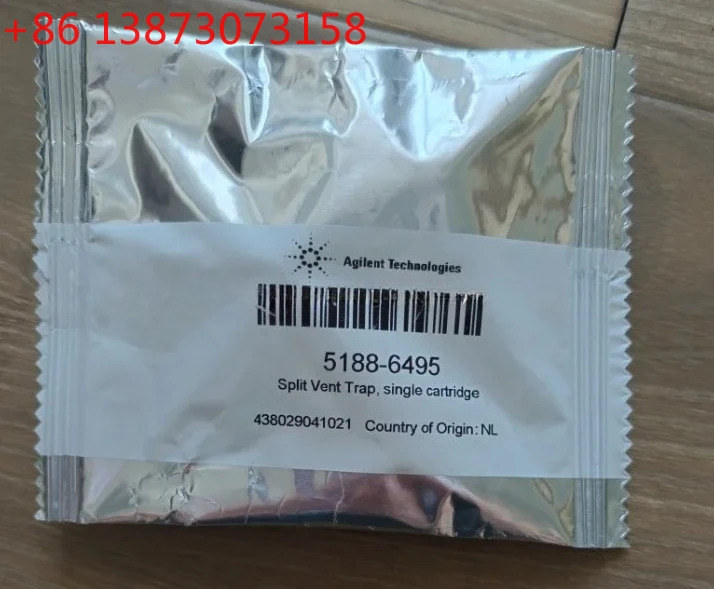 +86 13873073158
Agilent Technologies
5188-6495
Split Vent Trap, single cartridge
438029041021 Country of Origin: NL